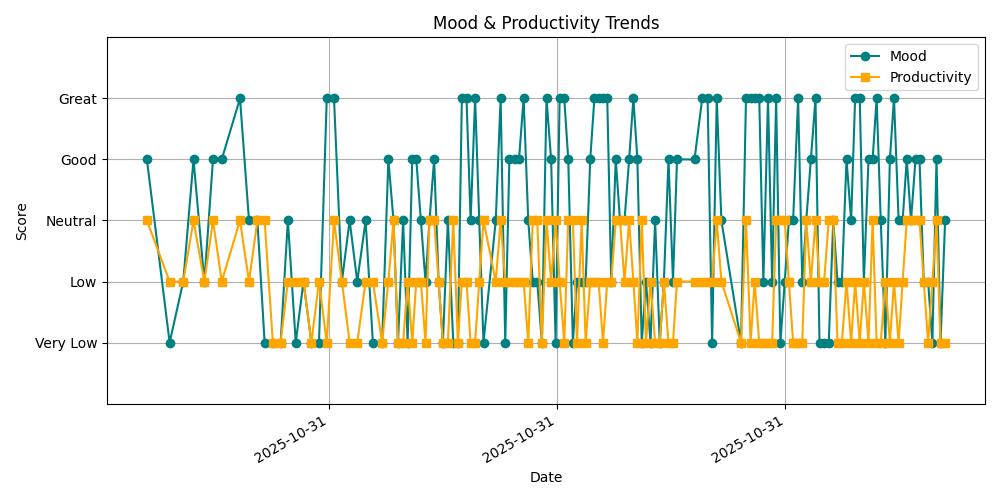 Mood & Productivity Trends
Mood
Productivity
Great
Good
Neutral
Low
Very Low
Score
2025-10-31
2025-10-31
2025-10-31
Date